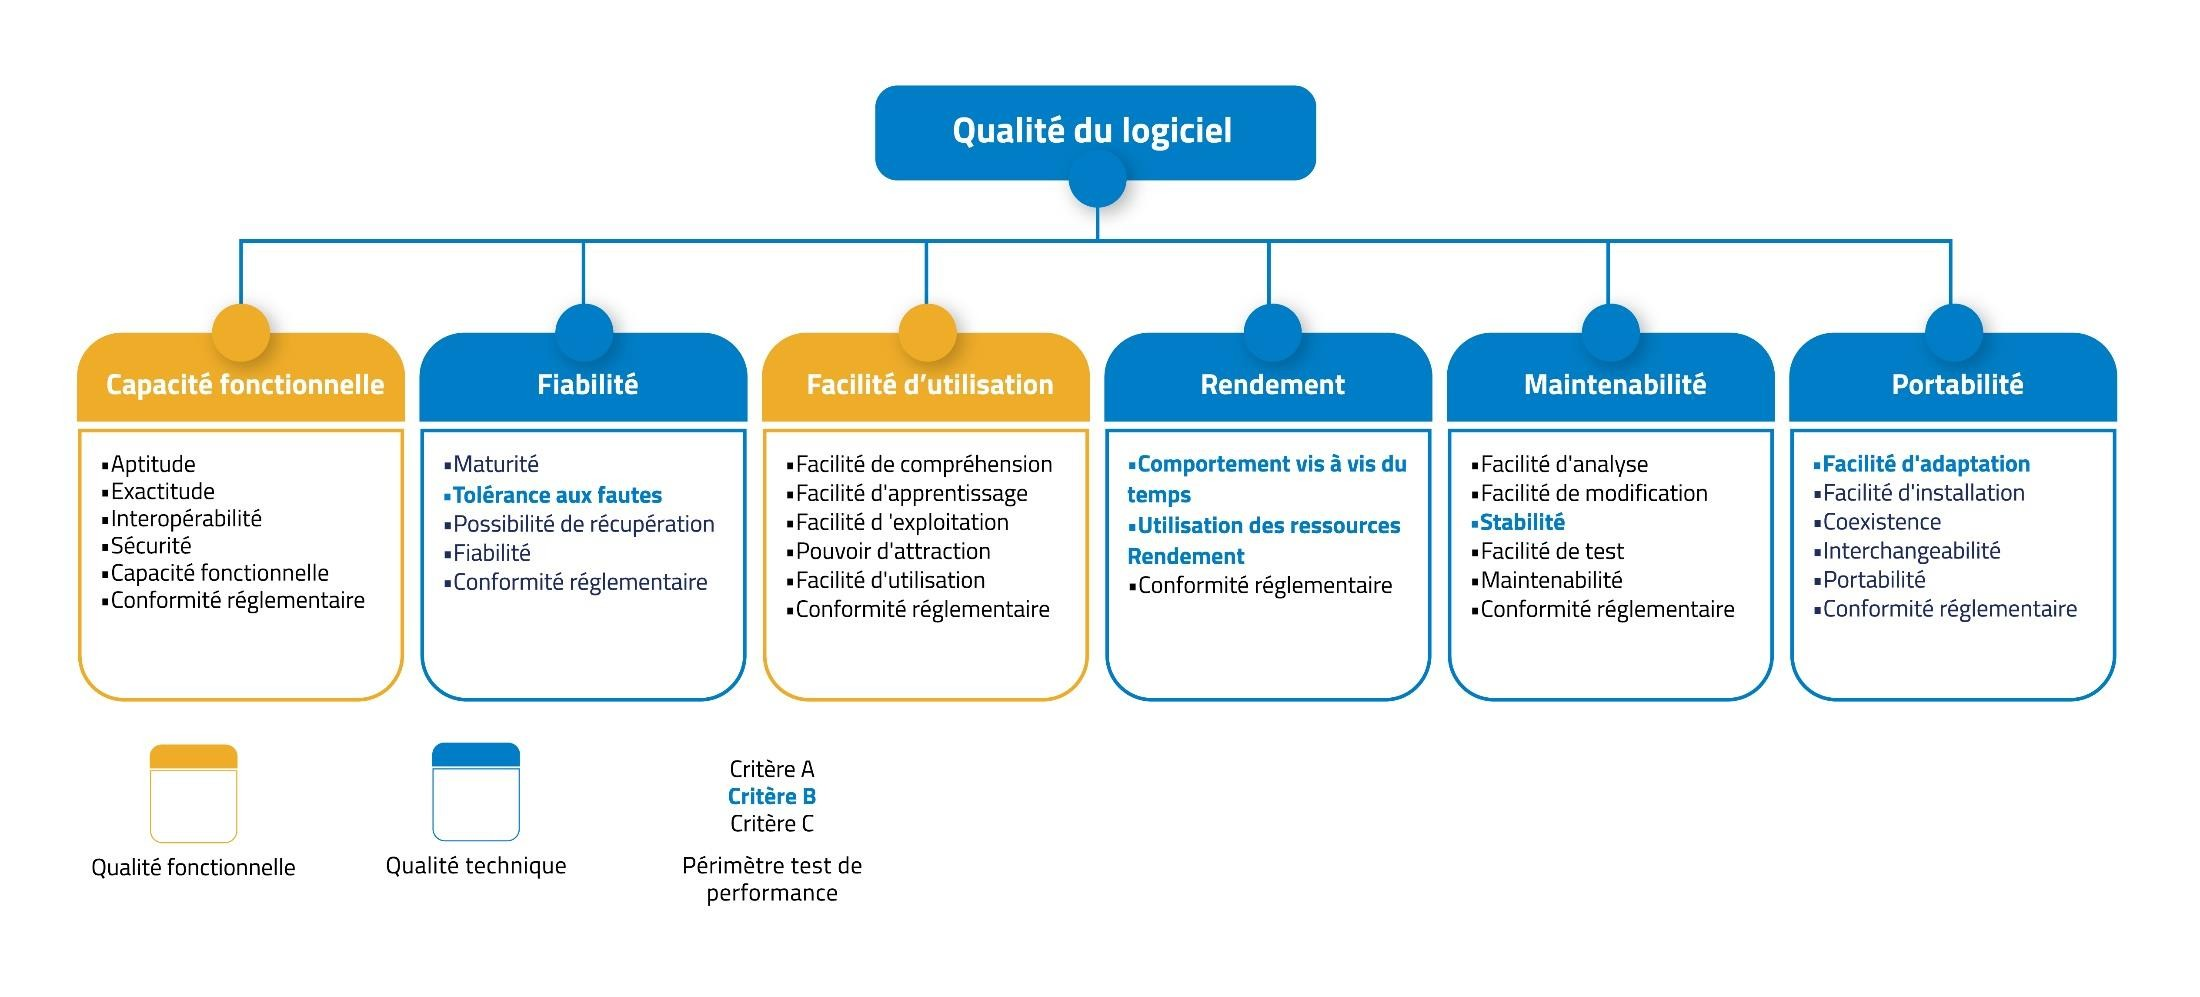 Qualité du logiciel
Capacité fonctionnelle
▪Aptitude
▪Exactitude
▪Interopérabilité
▪Sécurité
▪Capacité fonctionnelle
▪Conformité réglementaire
Fiabilité
▪Maturité
▪Tolérance aux fautes
▪Possibilité de récupération
▪Fiabilité
▪Conformité réglementaire
Facilité d’utilisation
▪Facilité de compréhension
▪Facilité d'apprentissage
▪Facilité d 'exploitation
▪Pouvoir d'attraction
▪Facilité d'utilisation
▪Conformité réglementaire
Rendement
▪Comportement vis à vis du
temps
▪Utilisation des ressources
Rendement
▪Conformité réglementaire
Maintenabilité
▪Facilité d'analyse
▪Facilité de modification
▪Stabilité
▪Facilité de test
▪Maintenabilité
▪Conformité réglementaire
Portabilité
▪Facilité d'adaptation
▪Facilité d'installation
▪Coexistence
▪Interchangeabilité
▪Portabilité
▪Conformité réglementaire
Qualité fonctionnelle
Qualité technique
Critère A
Critère B
Critère C
Périmètre test de
performance